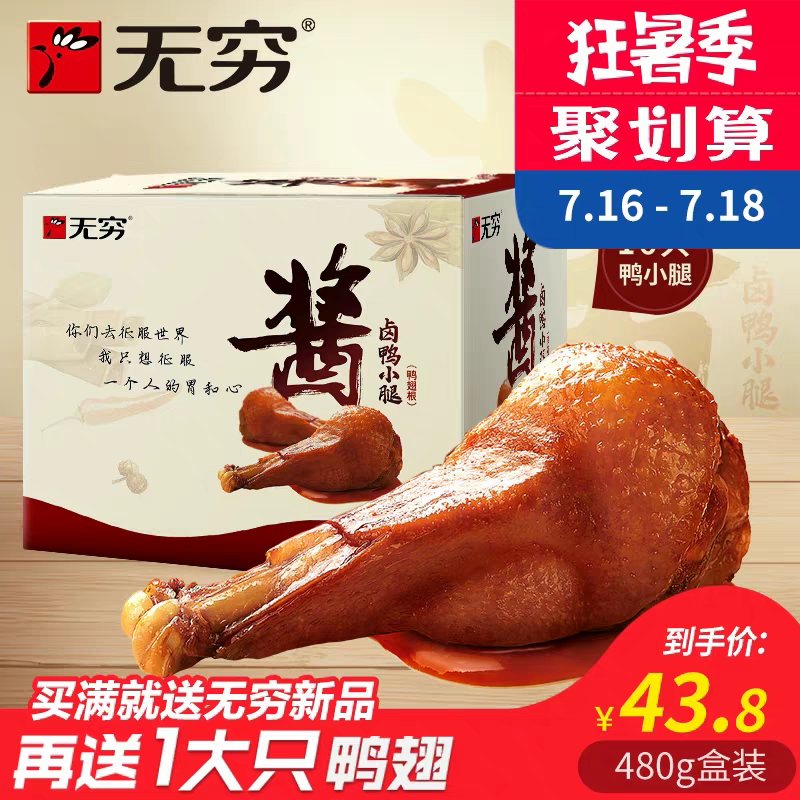 无穷®
狂暑季
聚划算
7.16 - 7.18
无穷®
你们去征服世界
我只想征服
一个人的胃和心
酱
卤鸭小腿
(鸭翅根)
无穷
酱
鸭小腿
卤鸭小腿
买满就送无穷新品
再送1大只鸭翅
到手价:
¥43.8
480g盒装